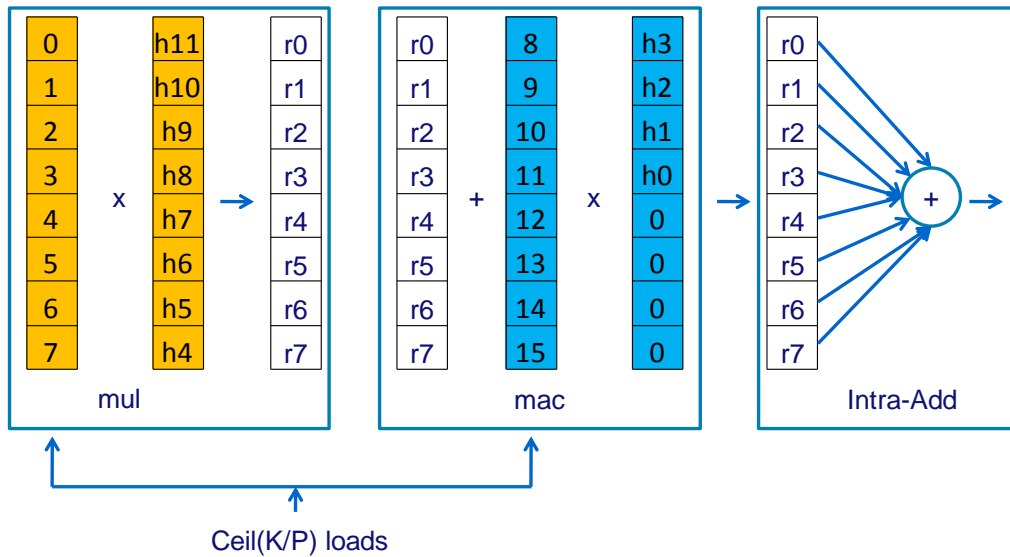 0 h11 r0 r0 8 h3 r0
1 h10 r1 r1 9 h2 r1
2 h9 r2 r2 10 h1 r2
3 h8 r3 r3 11 h0 r3
4 x h7 r4 r4 + 12 x 0 r4 +
5 h6 r5 r5 13 0 r5
6 h5 r6 r6 14 0 r6
7 h4 r7 r7 15 0 r7
mul mac Intra-Add
Ceil(K/P) loads